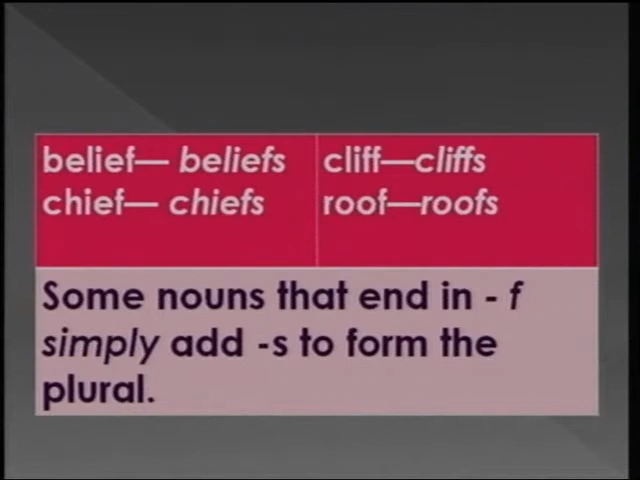 belief— beliefs
chief— chiefs
cliff—cliffs
roof—roofs
Some nouns that end in - f
simply add -s to form the
plural.